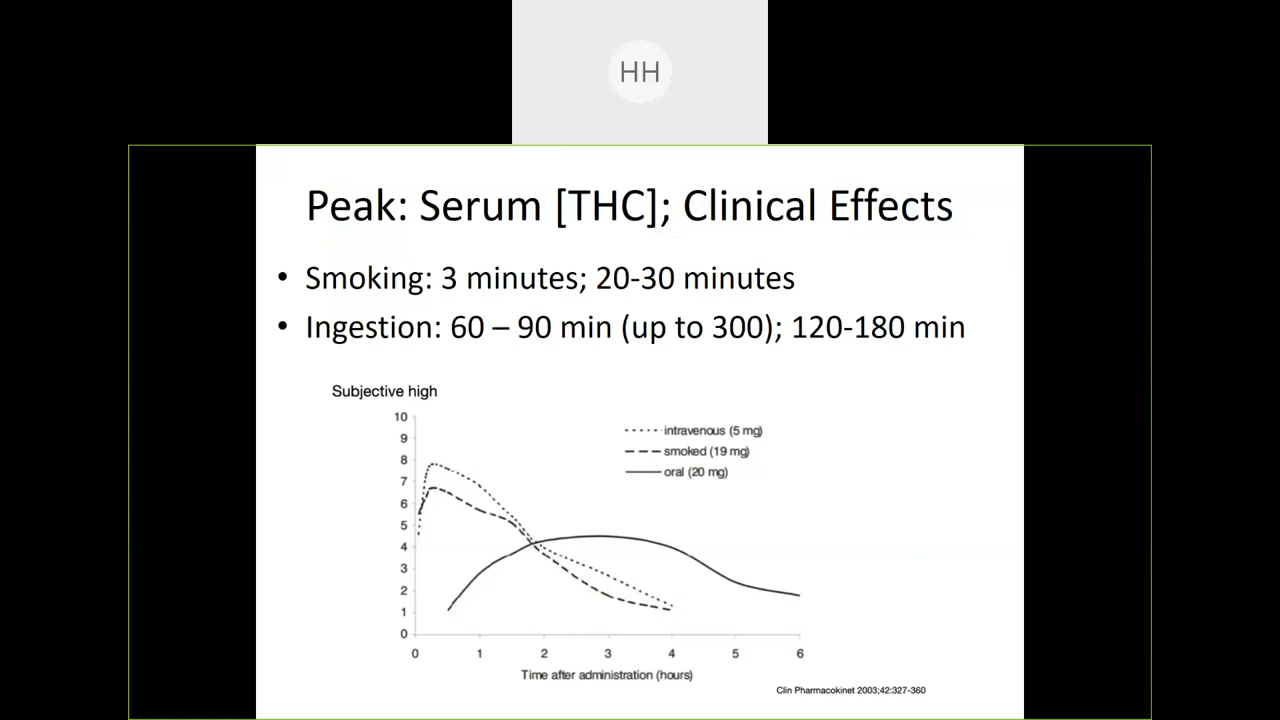 HH
Peak: Serum [THC]; Clinical Effects
• Smoking: 3 minutes; 20-30 minutes
• Ingestion: 60 – 90 min (up to 300); 120-180 min
Subjective high
10
9
8
7
6
5
4
3
2
1
0
intravenous (5 mg)
smoked (19 mg)
oral (20 mg)
0 1 2 3 4 5 6
Time after administration (hours)
Clin Pharmacokinet 2003;42:327-360